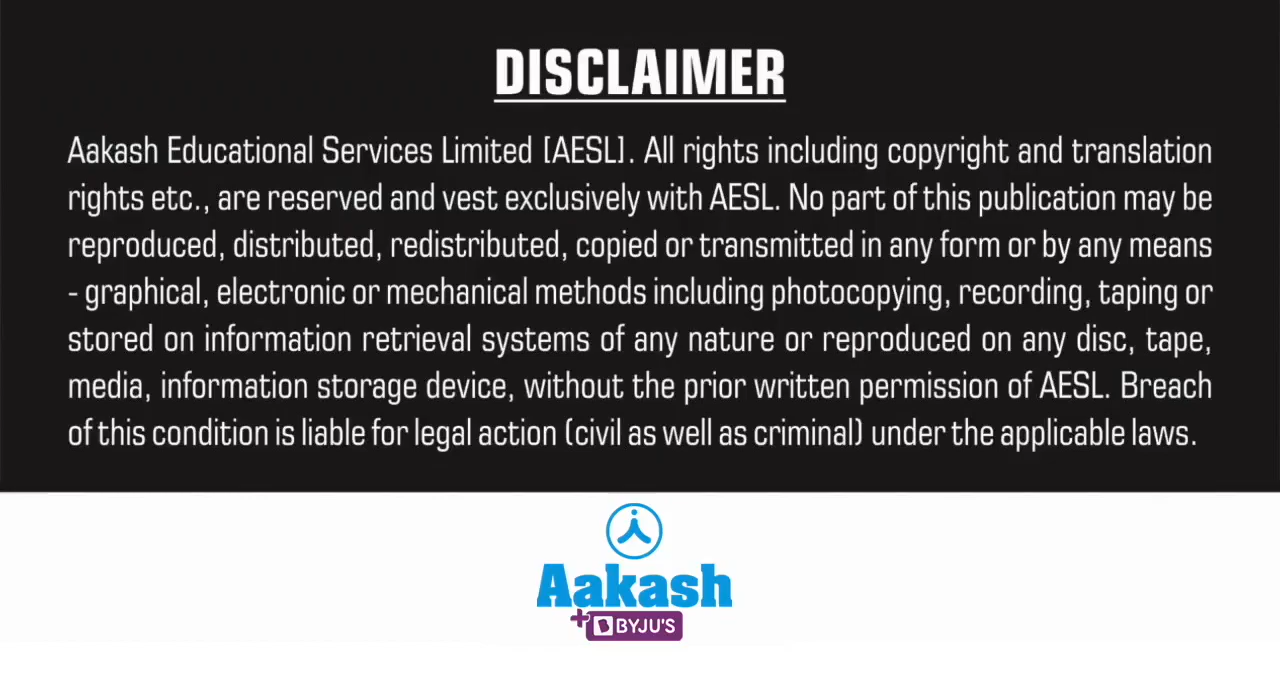 DISCLAIMER
Aakash Educational Services Limited [AESL]. All rights including copyright and translation
rights etc., are reserved and vest exclusively with AESL. No part of this publication may be
reproduced, distributed, redistributed, copied or transmitted in any form or by any means
- graphical, electronic or mechanical methods including photocopying, recording, taping or
stored on information retrieval systems of any nature or reproduced on any disc, tape,
media, information storage device, without the prior written permission of AESL. Breach
of this condition is liable for legal action (civil as well as criminal) under the applicable laws.
Aakash
+ BYJU'S